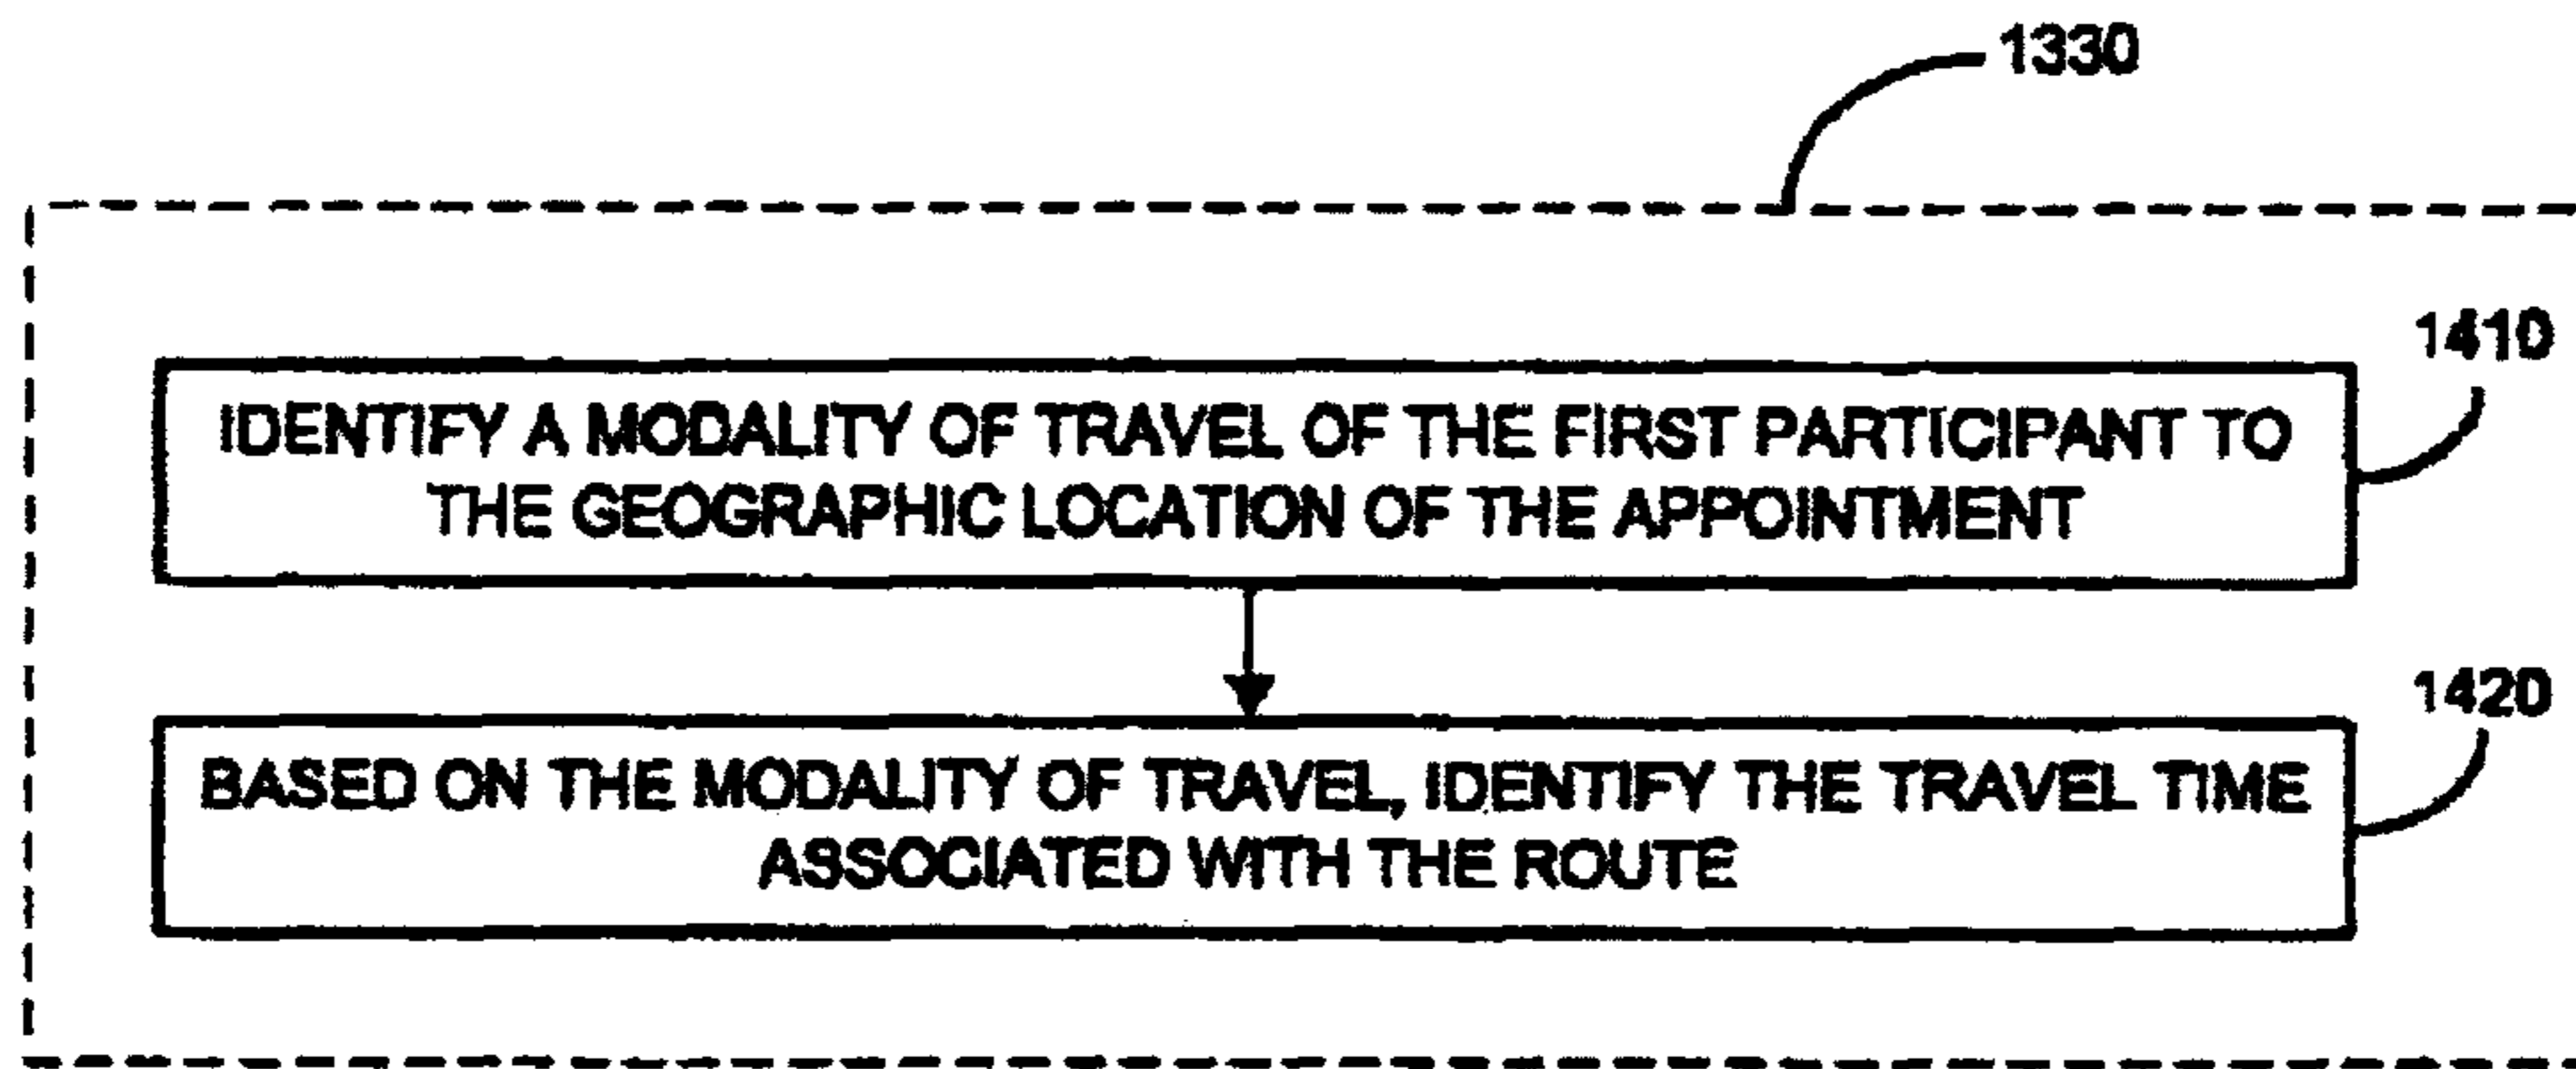 1330
1410
IDENTIFY A MODALITY OF TRAVEL OF THE FIRST PARTICIPANT TO
THE GEOGRAPHIC LOCATION OF THE APPOINTMENT
1420
BASED ON THE MODALITY OF TRAVEL, IDENTIFY THE TRAVEL TIME
ASSOCIATED WITH THE ROUTE